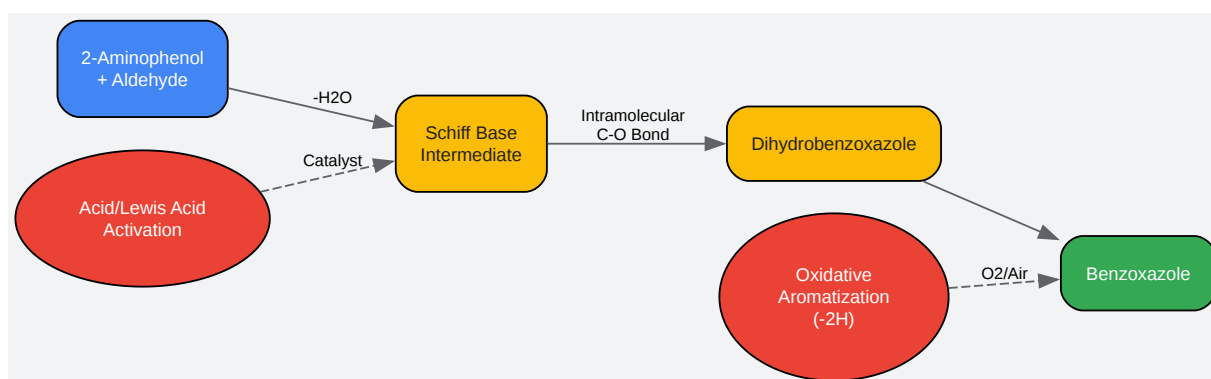 2-Aminophenol
+ Aldehyde
-H2O
Acid/Lewis Acid
Activation
Catalyst
Schiff Base
Intermediate
Intramolecular
C-O Bond
Dihydrobenzoxazole
Oxidative
Aromatization
(-2H)
O2/Air
Benzoxazole